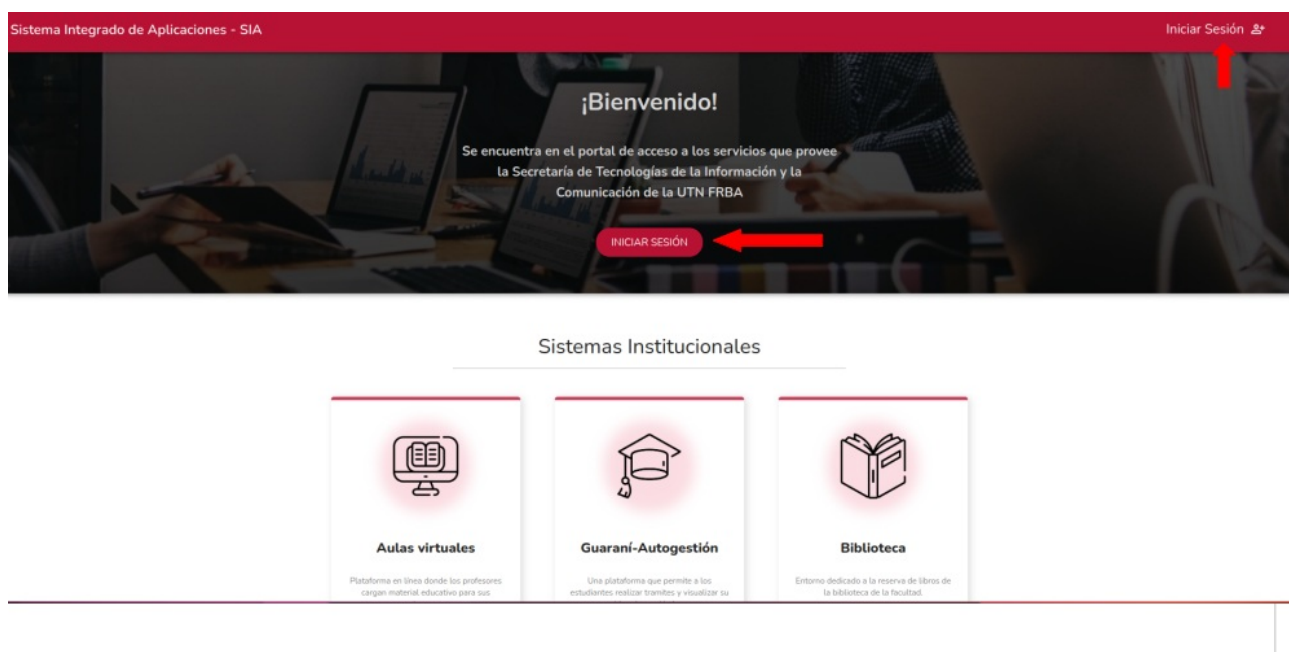 Sistema Integrado de Aplicaciones - SIA
Iniciar Sesión
¡Bienvenido!
Se encuentra en el portal de acceso a los servicios que provee
la Secretaría de Tecnologías de la Información y la
Comunicación de la UTN FRBA
INICIAR SESIÓN
Sistemas Institucionales
Aulas virtuales
Plataforma en línea donde los profesores
cargan material educativo para sus
Guaraní-Autogestión
Una plataforma que permite a los
estudiantes realizar tramites y visualizar su
Biblioteca
Entorno dedicado a la reserva de libros de
la biblioteca de la facultad.